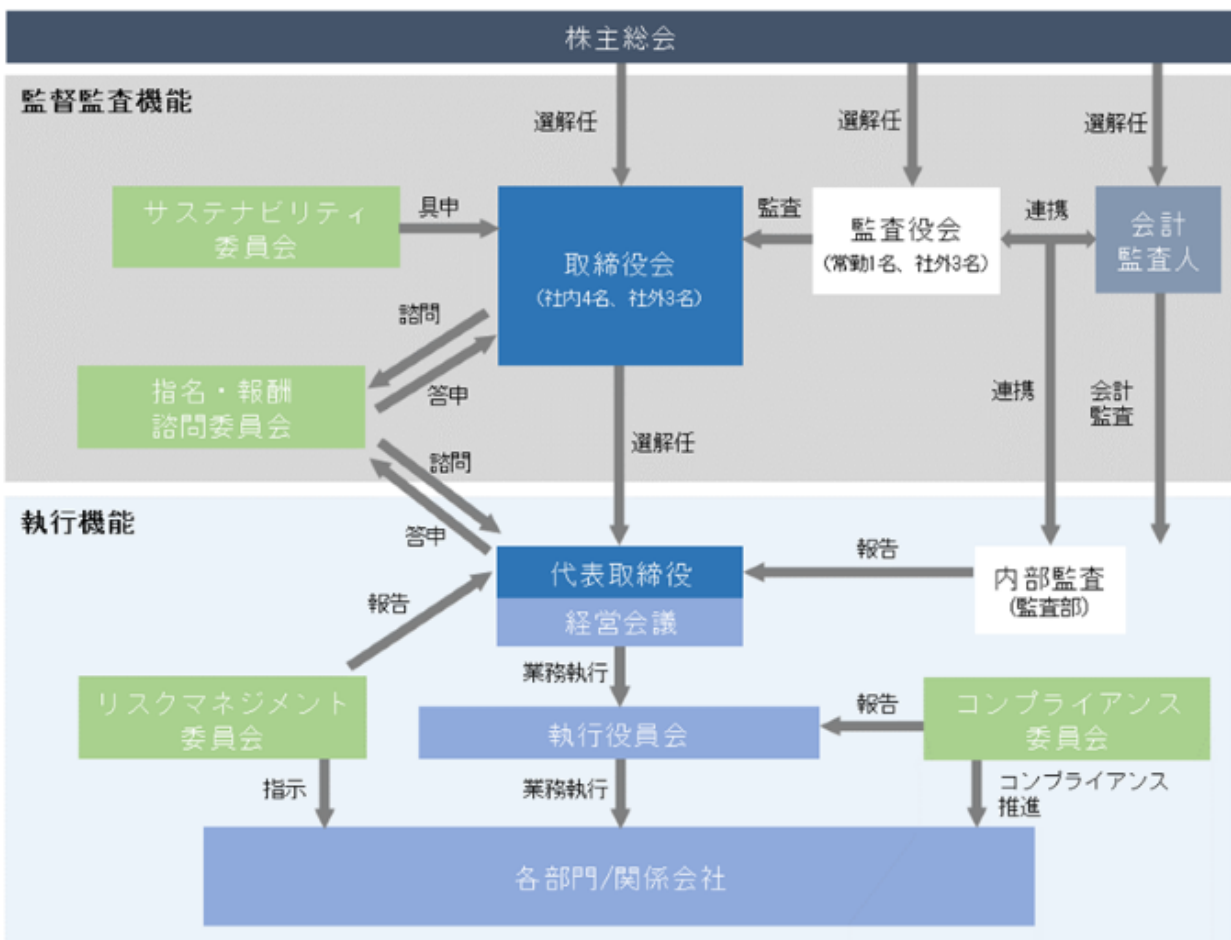 株主総会
監督監査機能
選解任
選解任
選解任
サステナビリティ
委員会
具申
取締役会
(社内4名、社外3名)
監査
監査役会
(常勤1名、社外3名)
連携
会計
監査人
諮問
答申
指名・報酬
諮問委員会
連携
会計
監査
選解任
諮問
答申
執行機能
代表取締役
経営会議
報告
内部監査
(監査部)
報告
業務執行
リスクマネジメント
委員会
執行役員会
報告
コンプライアンス
委員会
指示
業務執行
コンプライアンス
推進
各部門/関係会社